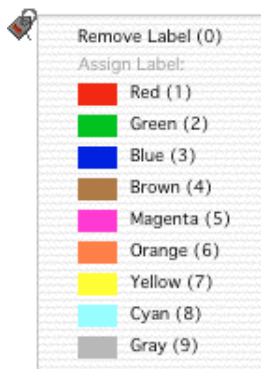 Remove Label (0)
Assign Label:
Red (1)
Green (2)
Blue (3)
Brown (4)
Magenta (5)
Orange (6)
Yellow (7)
Cyan (8)
Gray (9)